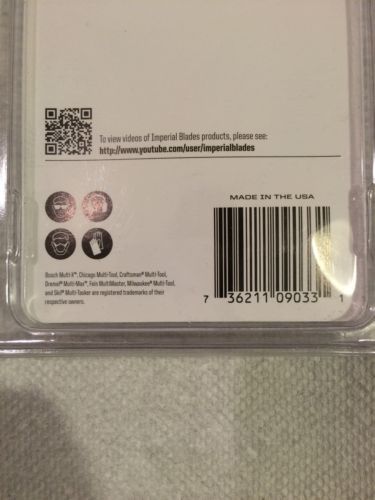 To view videos of Imperial Blades products, please see:
http://www.youtube.com/user/imperialblades
MADE IN THE USA
Bosch Multi-X™, Chicago Multi-Tool, Craftsman® Multi-Tool,
Dremel® Multi-Max™, Fein MultiMaster, Milwaukee® Multi-Tool,
and Skil® Multi-Tasker are registered trademarks of their
respective owners.
7 36211 09033 1